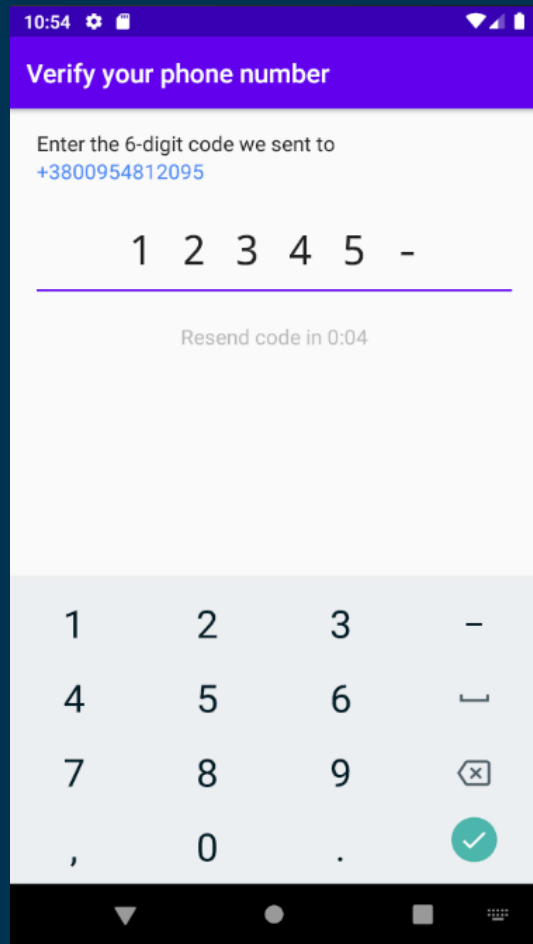 10:54
Verify your phone number
Enter the 6-digit code we sent to
+3800954812095
1 2 3 4 5 -
Resend code in 0:04
1 2 3 -
4 5 6
7 8 9
, 0 .